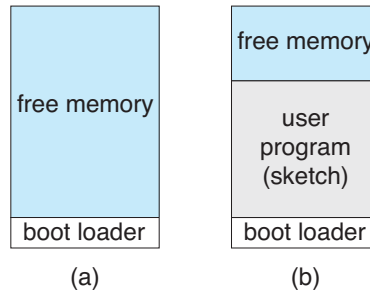 free memory
boot loader
(a)
free memory
user
program
(sketch)
boot loader
(b)